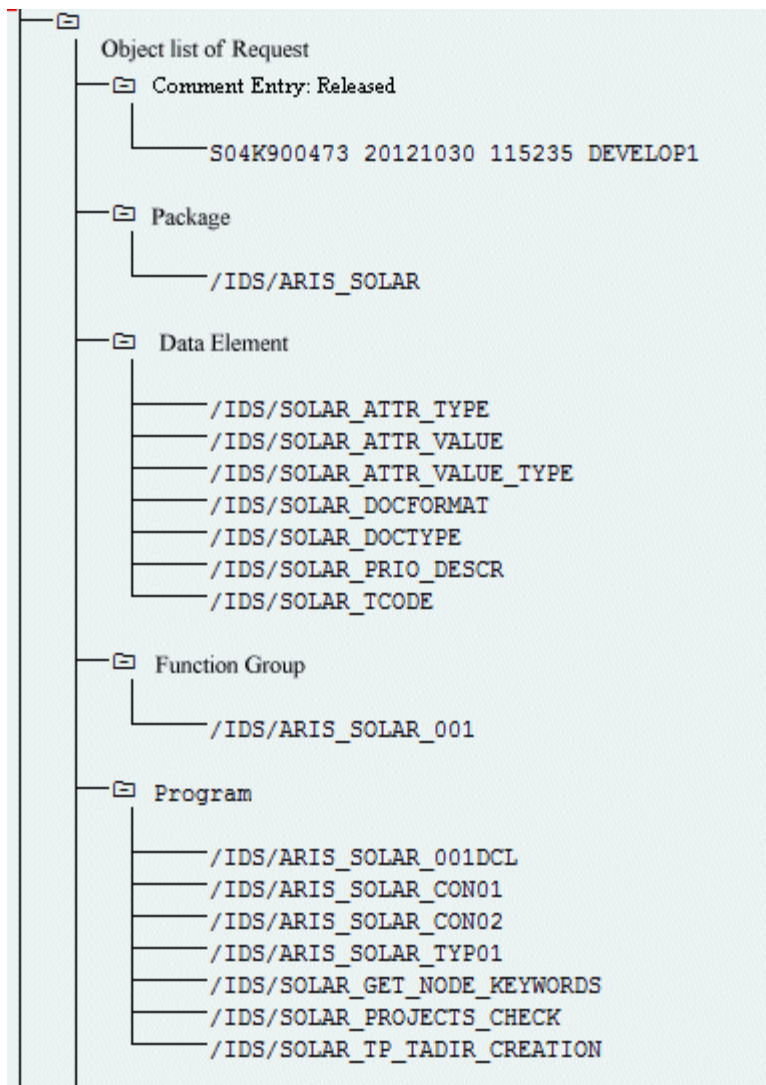 Object list of Request
Comment Entry: Released
S04K900473 20121030 115235 DEVELOP1
Package
/IDS/ARIS_SOLAR
Data Element
/IDS/SOLAR_ATTR_TYPE
/IDS/SOLAR_ATTR_VALUE
/IDS/SOLAR_ATTR_VALUE_TYPE
/IDS/SOLAR_DOCFORMAT
/IDS/SOLAR_DOCTYPE
/IDS/SOLAR_PRIO_DESCR
/IDS/SOLAR_TCODE
Function Group
/IDS/ARIS_SOLAR_001
Program
/IDS/ARIS_SOLAR_001DCL
/IDS/ARIS_SOLAR_CON01
/IDS/ARIS_SOLAR_CON02
/IDS/ARIS_SOLAR_TYP01
/IDS/SOLAR_GET_NODE_KEYWORDS
/IDS/SOLAR_PROJECTS_CHECK
/IDS/SOLAR_TP_TADIR_CREATION